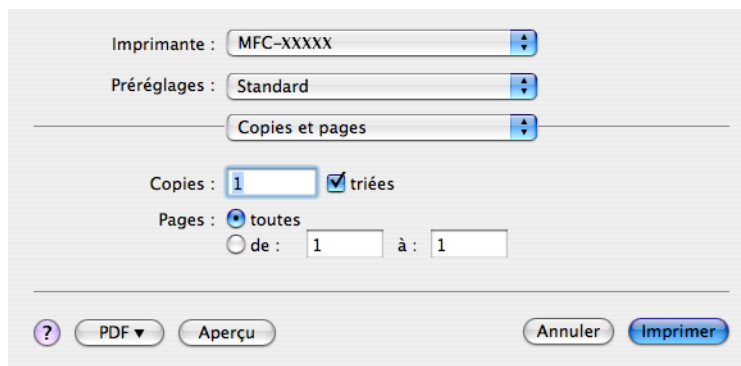 Imprimante : MFC-XXXXX
Préréglages : Standard
Copies et pages
Copies : 1 triées
Pages : toutes
de : 1 à : 1
? PDF ▼ Aperçu Annuler Imprimer